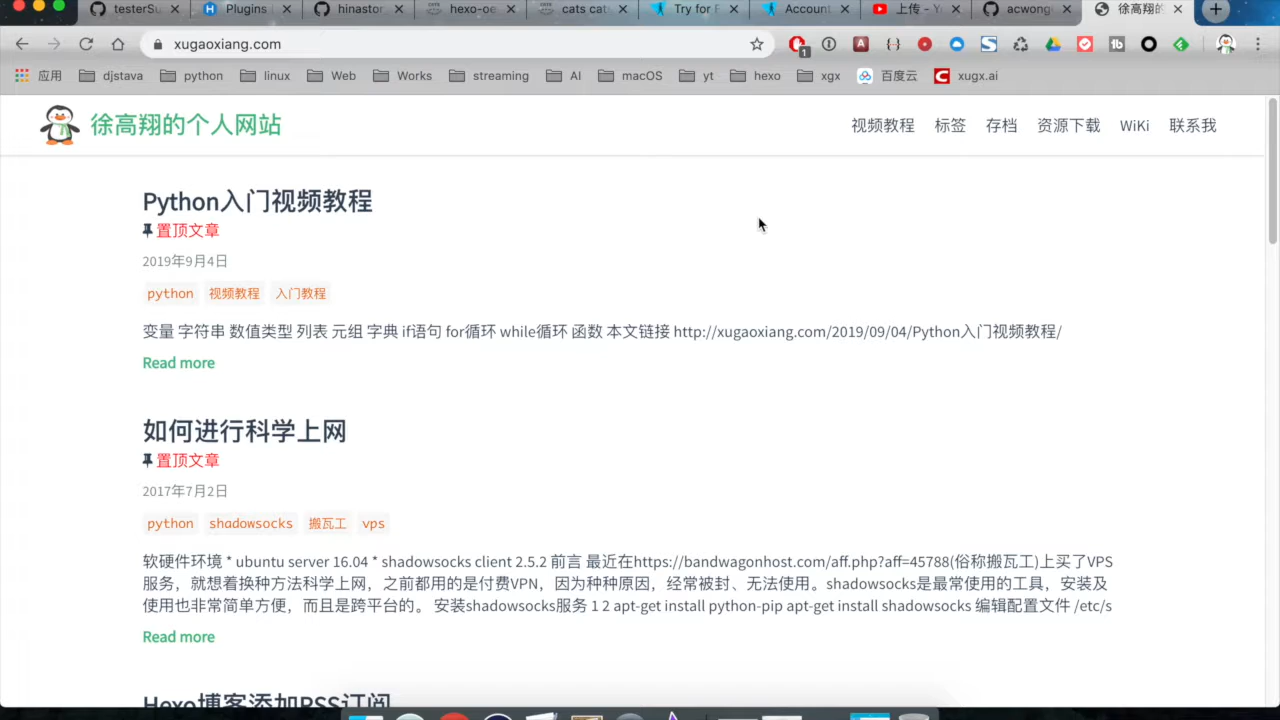 testerSu
Plugins
hinastor
hexo-oe
cats cats
Try for F
Account
上传 - Y
acwong
徐高翔的
xugaoxiang.com
应用 djstava python linux Web Works streaming AI macOS yt hexo xgx 百度云 xugx.ai
徐高翔的个人网站
视频教程 标签 存档 资源下载 WiKi 联系我
Python入门视频教程
置顶文章
2019年9月4日
python 视频教程 入门教程
变量 字符串 数值类型 列表 元组 字典 if语句 for循环 while循环 函数 本文链接 http://xugaoxiang.com/2019/09/04/Python入门视频教程/
Read more
如何进行科学上网
置顶文章
2017年7月2日
python shadowsocks 搬瓦工 vps
软硬件环境 * ubuntu server 16.04 * shadowsocks client 2.5.2 前言 最近在https://bandwagonhost.com/aff.php?aff=45788(俗称搬瓦工)上买了VPS
服务，就想着换种方法科学上网，之前都用的是付费VPN，因为种种原因，经常被封、无法使用。shadowsocks是最常使用的工具，安装及
使用也非常简单方便，而且是跨平台的。 安装shadowsocks服务 1 2 apt-get install python-pip apt-get install shadowsocks 编辑配置文件 /etc/s
Read more
Hexo博客添加RSS订阅